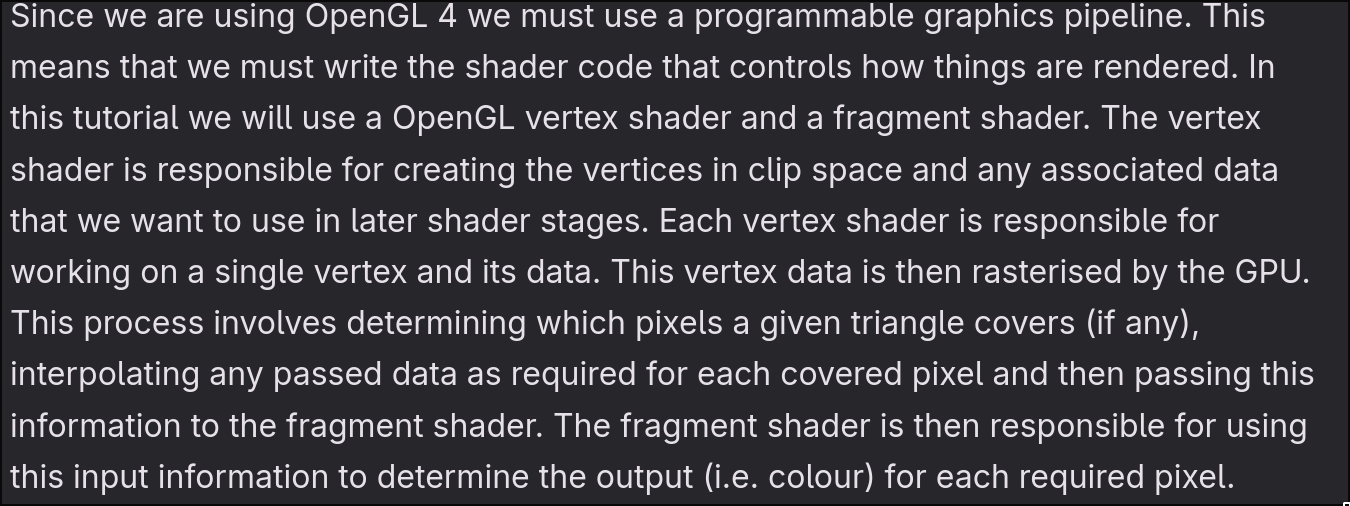 Since we are using OpenGL 4 we must use a programmable graphics pipeline. This
means that we must write the shader code that controls how things are rendered. In
this tutorial we will use a OpenGL vertex shader and a fragment shader. The vertex
shader is responsible for creating the vertices in clip space and any associated data
that we want to use in later shader stages. Each vertex shader is responsible for
working on a single vertex and its data. This vertex data is then rasterised by the GPU.
This process involves determining which pixels a given triangle covers (if any),
interpolating any passed data as required for each covered pixel and then passing this
information to the fragment shader. The fragment shader is then responsible for using
this input information to determine the output (i.e. colour) for each required pixel.